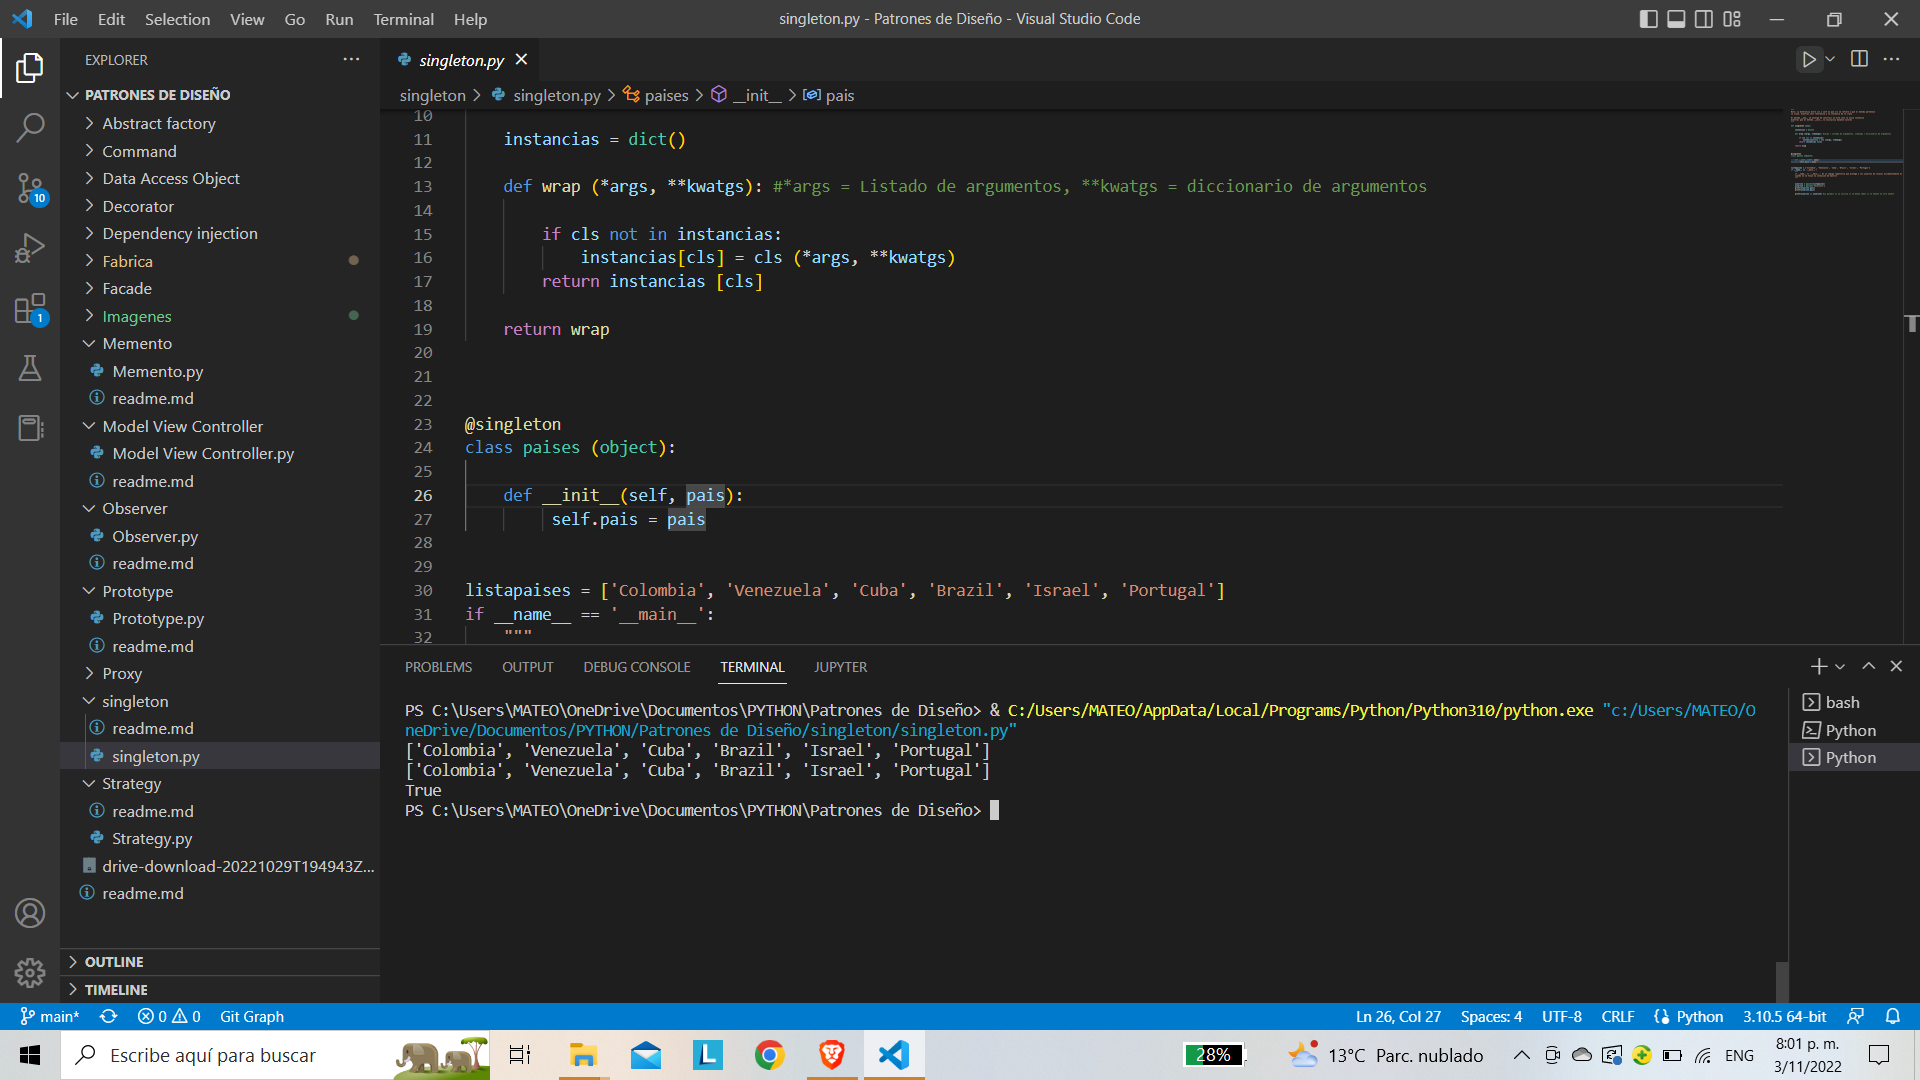 File Edit Selection View Go Run Terminal Help
singleton.py - Patrones de Diseño - Visual Studio Code
EXPLORER
PATRONES DE DISEÑO
Abstract factory
Command
Data Access Object
Decorator
Dependency injection
Fabrica
Facade
Imagenes
Memento
Memento.py
readme.md
Model View Controller
Model View Controller.py
readme.md
Observer
Observer.py
readme.md
Prototype
Prototype.py
readme.md
Proxy
singleton
readme.md
singleton.py
Strategy
readme.md
Strategy.py
drive-download-20221029T194943Z...
readme.md
OUTLINE
TIMELINE
10
1
singleton.py
singleton > singleton.py > paises > __init__ > pais
10
11 instancias = dict()
12
13 def wrap (*args, **kwatgs): #*args = Listado de argumentos, **kwatgs = diccionario de argumentos
14
15 if cls not in instancias:
16 instancias[cls] = cls (*args, **kwatgs)
17 return instancias [cls]
18
19 return wrap
20
21
22
23 @singleton
24 class paises (object):
25
26 def __init__(self, pais):
27 self.pais = pais
28
29
30 listapaises = ['Colombia', 'Venezuela', 'Cuba', 'Brazil', 'Israel', 'Portugal']
31 if __name__ == '__main__':
32 """
PROBLEMS OUTPUT DEBUG CONSOLE TERMINAL JUPYTER
PS C:\Users\MATEO\OneDrive\Documentos\PYTHON\Patrones de Diseño> & C:/Users/MATEO/AppData/Local/Programs/Python/Python310/python.exe "c:/Users/MATEO/O
neDrive/Documentos/PYTHON/Patrones de Diseño/singleton/singleton.py"
['Colombia', 'Venezuela', 'Cuba', 'Brazil', 'Israel', 'Portugal']
['Colombia', 'Venezuela', 'Cuba', 'Brazil', 'Israel', 'Portugal']
True
PS C:\Users\MATEO\OneDrive\Documentos\PYTHON\Patrones de Diseño>
bash
Python
Python
main* 0 0 Git Graph
Ln 26, Col 27 Spaces: 4 UTF-8 CRLF Python 3.10.5 64-bit
Escribe aquí para buscar
L
28%
13°C Parc. nublado
ENG
8:01 p. m.
3/11/2022